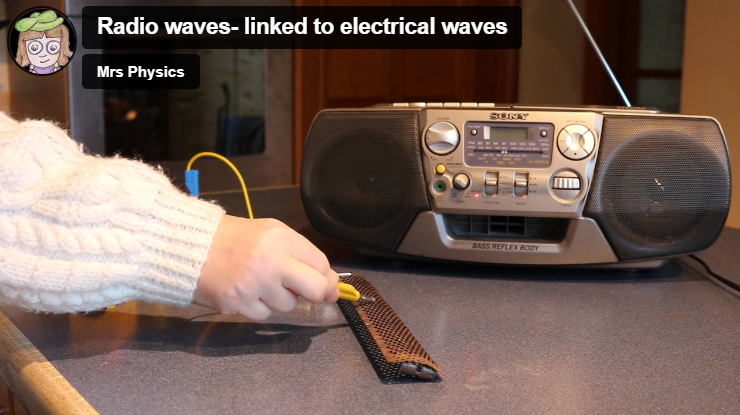 Radio waves- linked to electrical waves
Mrs Physics
SONY
BASS REFLEX BODY